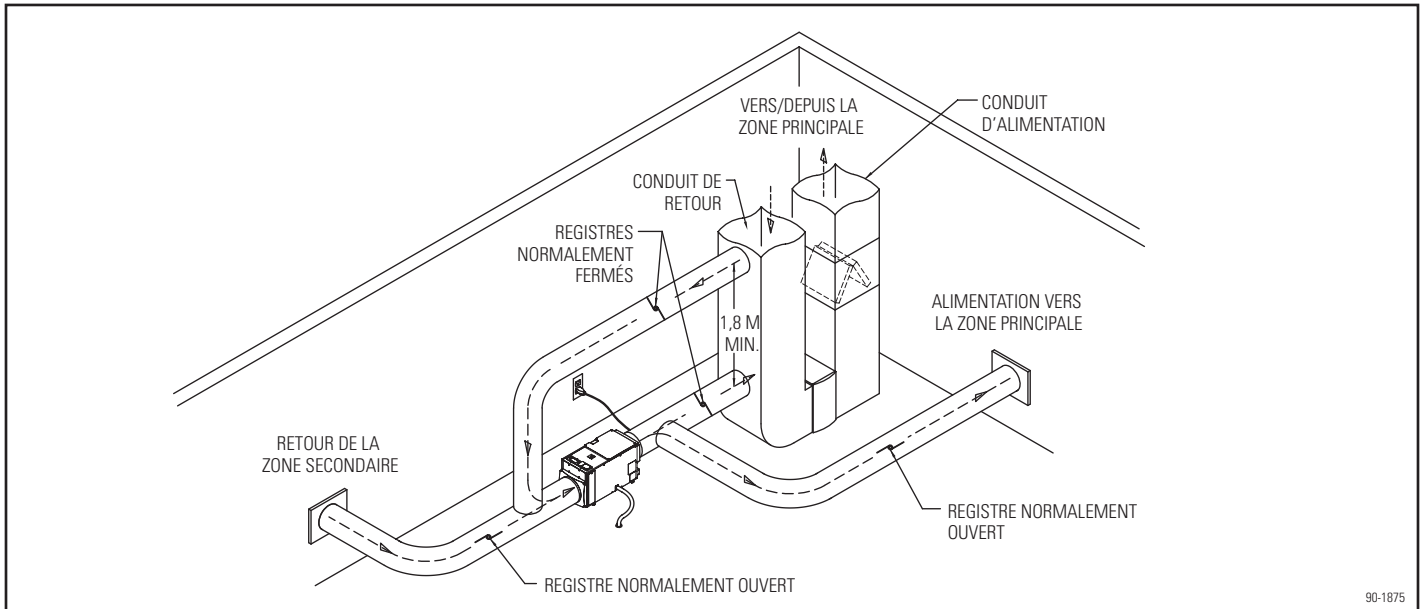 VERS/DEPUIS LA
ZONE PRINCIPALE
CONDUIT
D'ALIMENTATION
CONDUIT DE
RETOUR
REGISTRES
NORMALEMENT
FERMÉS
1,8 M
MIN.
ALIMENTATION VERS
LA ZONE PRINCIPALE
RETOUR DE LA
ZONE SECONDAIRE
REGISTRE NORMALEMENT
OUVERT
REGISTRE NORMALEMENT OUVERT
90-1875